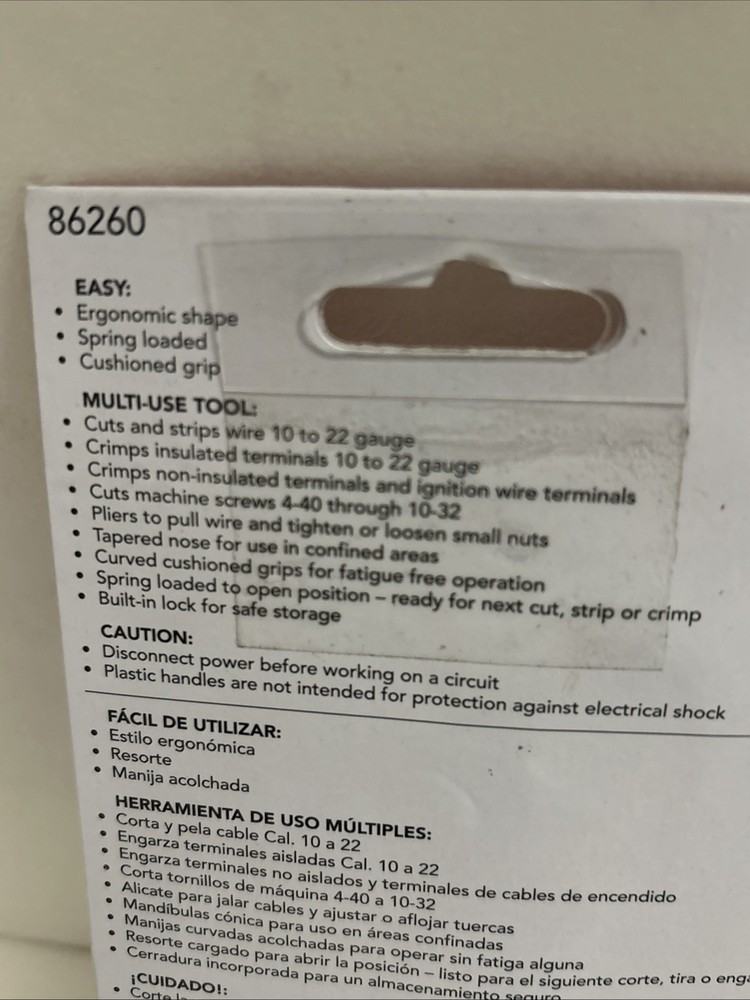 86260
EASY:
• Ergonomic shape
• Spring loaded
• Cushioned grip
MULTI-USE TOOL:
• Cuts and strips wire 10 to 22 gauge
• Crimps insulated terminals 10 to 22 gauge
• Crimps non-insulated terminals and ignition wire terminals
• Cuts machine screws 4-40 through 10-32
• Pliers to pull wire and tighten or loosen small nuts
• Tapered nose for use in confined areas
• Curved cushioned grips for fatigue free operation
• Spring loaded to open position – ready for next cut, strip or crimp
• Built-in lock for safe storage
CAUTION:
• Disconnect power before working on a circuit
• Plastic handles are not intended for protection against electrical shock
FÁCIL DE UTILIZAR:
• Estilo ergonómica
• Resorte
• Manija acolchada
HERRAMIENTA DE USO MÚLTIPLES:
• Corta y pela cable Cal. 10 a 22
• Engarza terminales aisladas Cal. 10 a 22
• Engarza terminales no aislados y terminales de cables de encendido
• Corta tornillos de máquina 4-40 a 10-32
• Alicate para jalar cables y ajustar o aflojar tuercas
• Mandíbulas cónica para uso en áreas confinadas
• Manijas curvadas acolchadas para operar sin fatiga alguna
• Resorte cargado para abrir la posición – listo para el siguiente corte, tira o
• Cerradura incorporada para un almacenamiento seguro
¡CUIDADO!:
• Corte